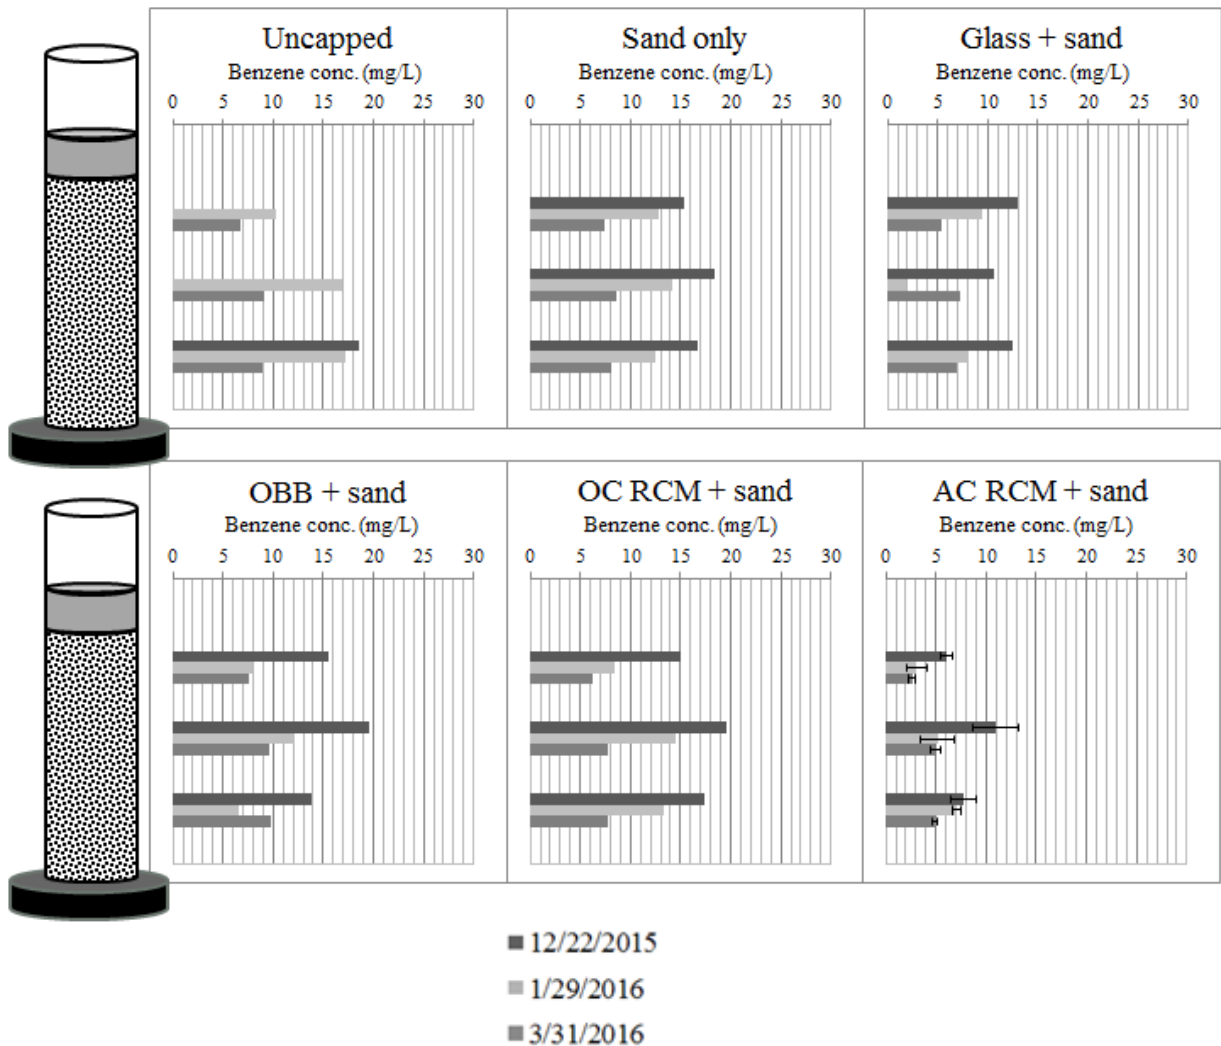 Uncapped
Benzene conc. (mg/L)
0 5 10 15 20 25 30
Sand only
Benzene conc. (mg/L)
0 5 10 15 20 25 30
Glass + sand
Benzene conc. (mg/L)
0 5 10 15 20 25 30
OBB + sand
Benzene conc. (mg/L)
0 5 10 15 20 25 30
OC RCM + sand
Benzene conc. (mg/L)
0 5 10 15 20 25 30
AC RCM + sand
Benzene conc. (mg/L)
0 5 10 15 20 25 30
12/22/2015
1/29/2016
3/31/2016